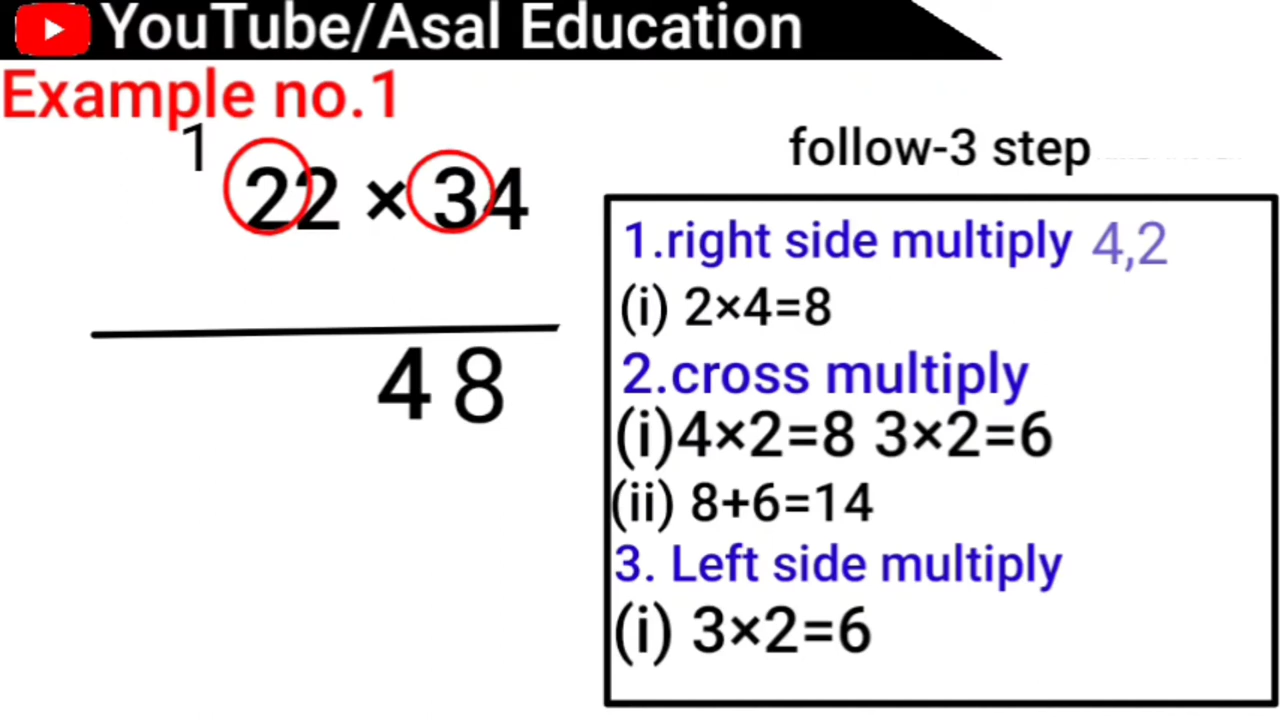 YouTube/Asal Education
Example no.1
1
22 × 34
48
follow-3 step
1.right side multiply 4,2
(i) 2×4=8
2.cross multiply
(i)4×2=8 3×2=6
(ii) 8+6=14
3. Left side multiply
(i) 3×2=6